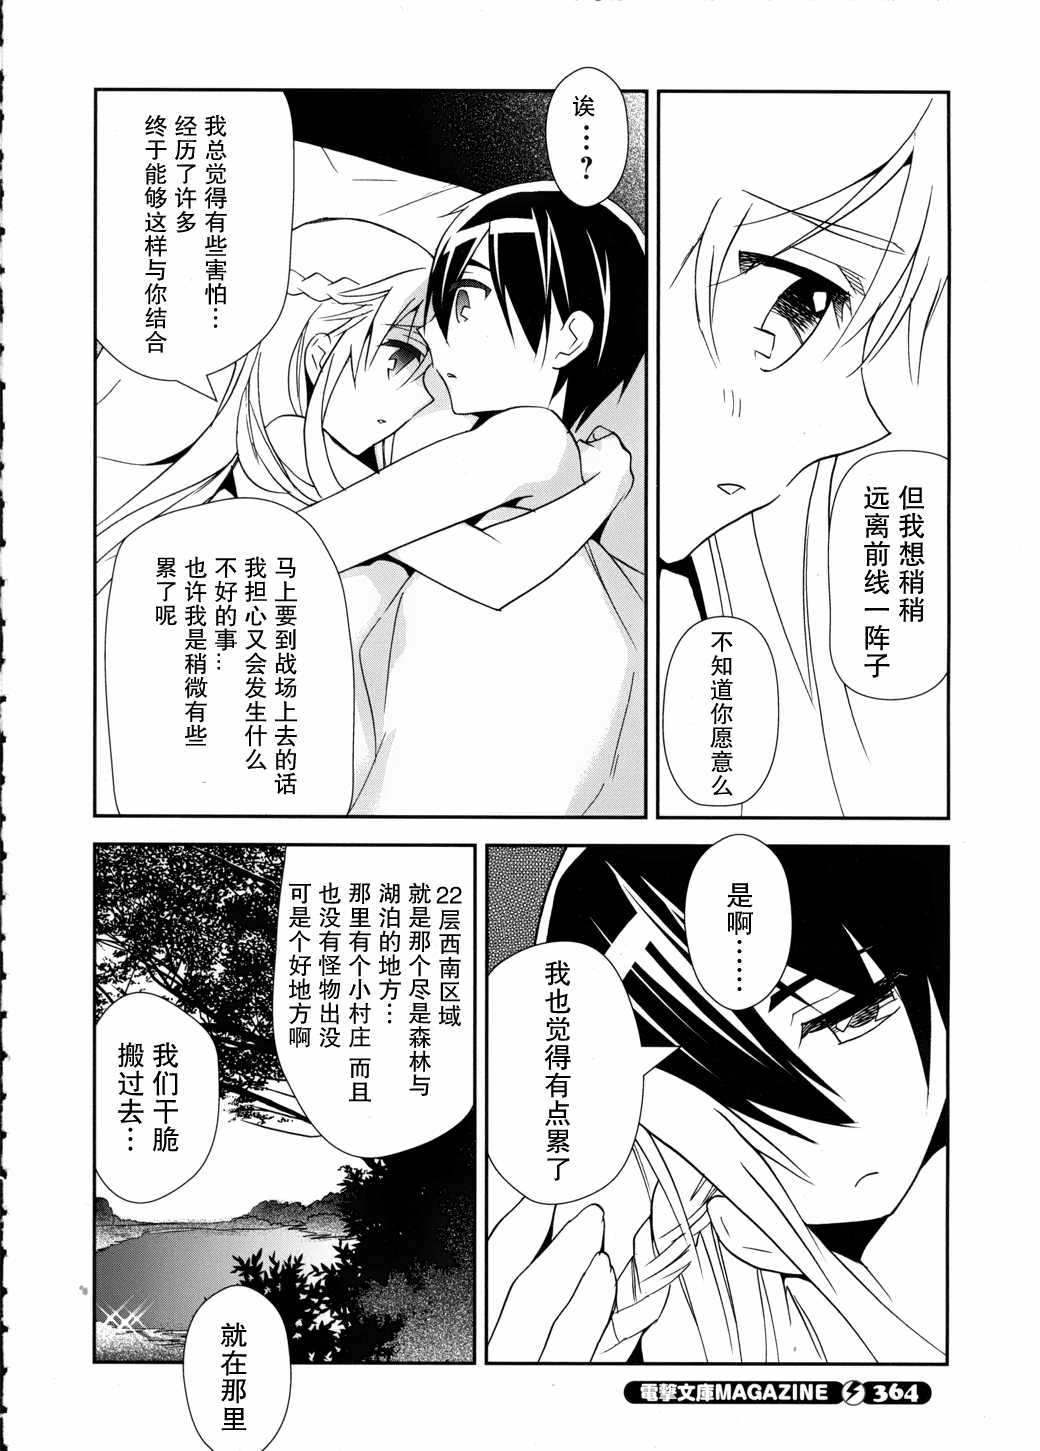 但我想稍稍
远离前线一阵子
不知道你愿意么
诶…?
我总觉得有些害怕…
经历了许多
终于能够这样与你结合
马上要到战场上去的话
我担心又会发生什么
不好的事…
也许我是稍微有些
累了呢
是啊……
我也觉得有点累了
22层西南区域
就是那个尽是森林与
湖泊的地方…
那里有个小村庄 而且
也没有怪物出没
可是个好地方啊
我们干脆
搬过去…
就在那里
電撃文庫MAGAZINE 364